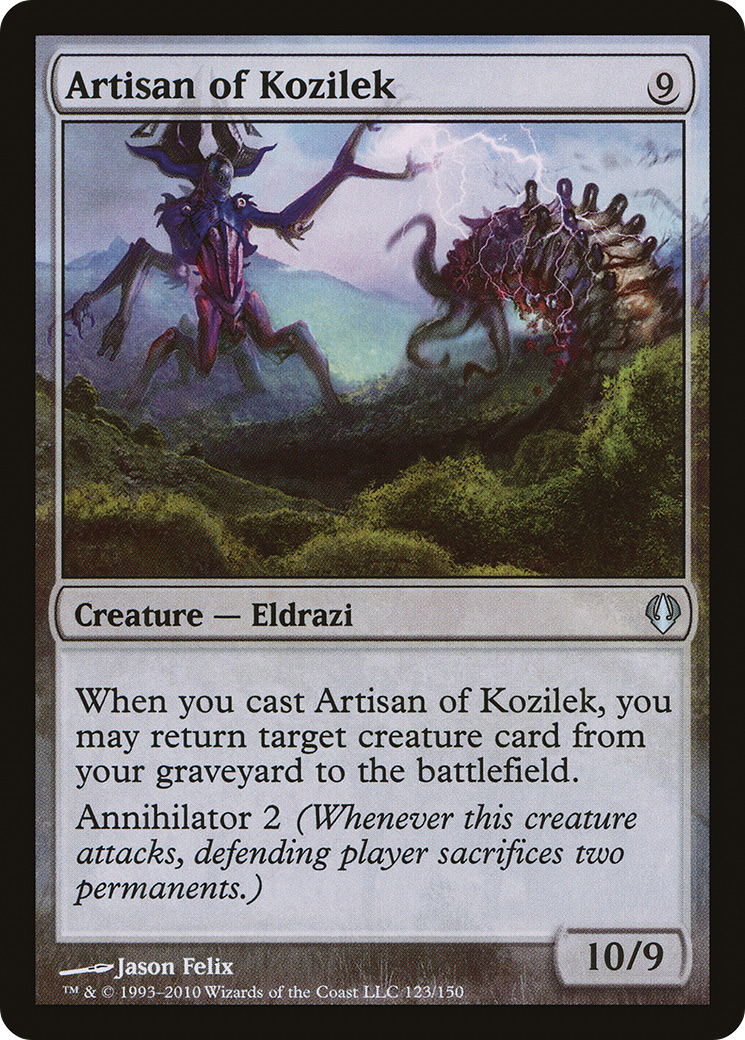 Artisan of Kozilek
9
Creature — Eldrazi
When you cast Artisan of Kozilek, you
may return target creature card from
your graveyard to the battlefield.
Annihilator 2 (Whenever this creature
attacks, defending player sacrifices two
permanents.)
10/9
Jason Felix
™ & © 1993–2010 Wizards of the Coast LLC 123/150